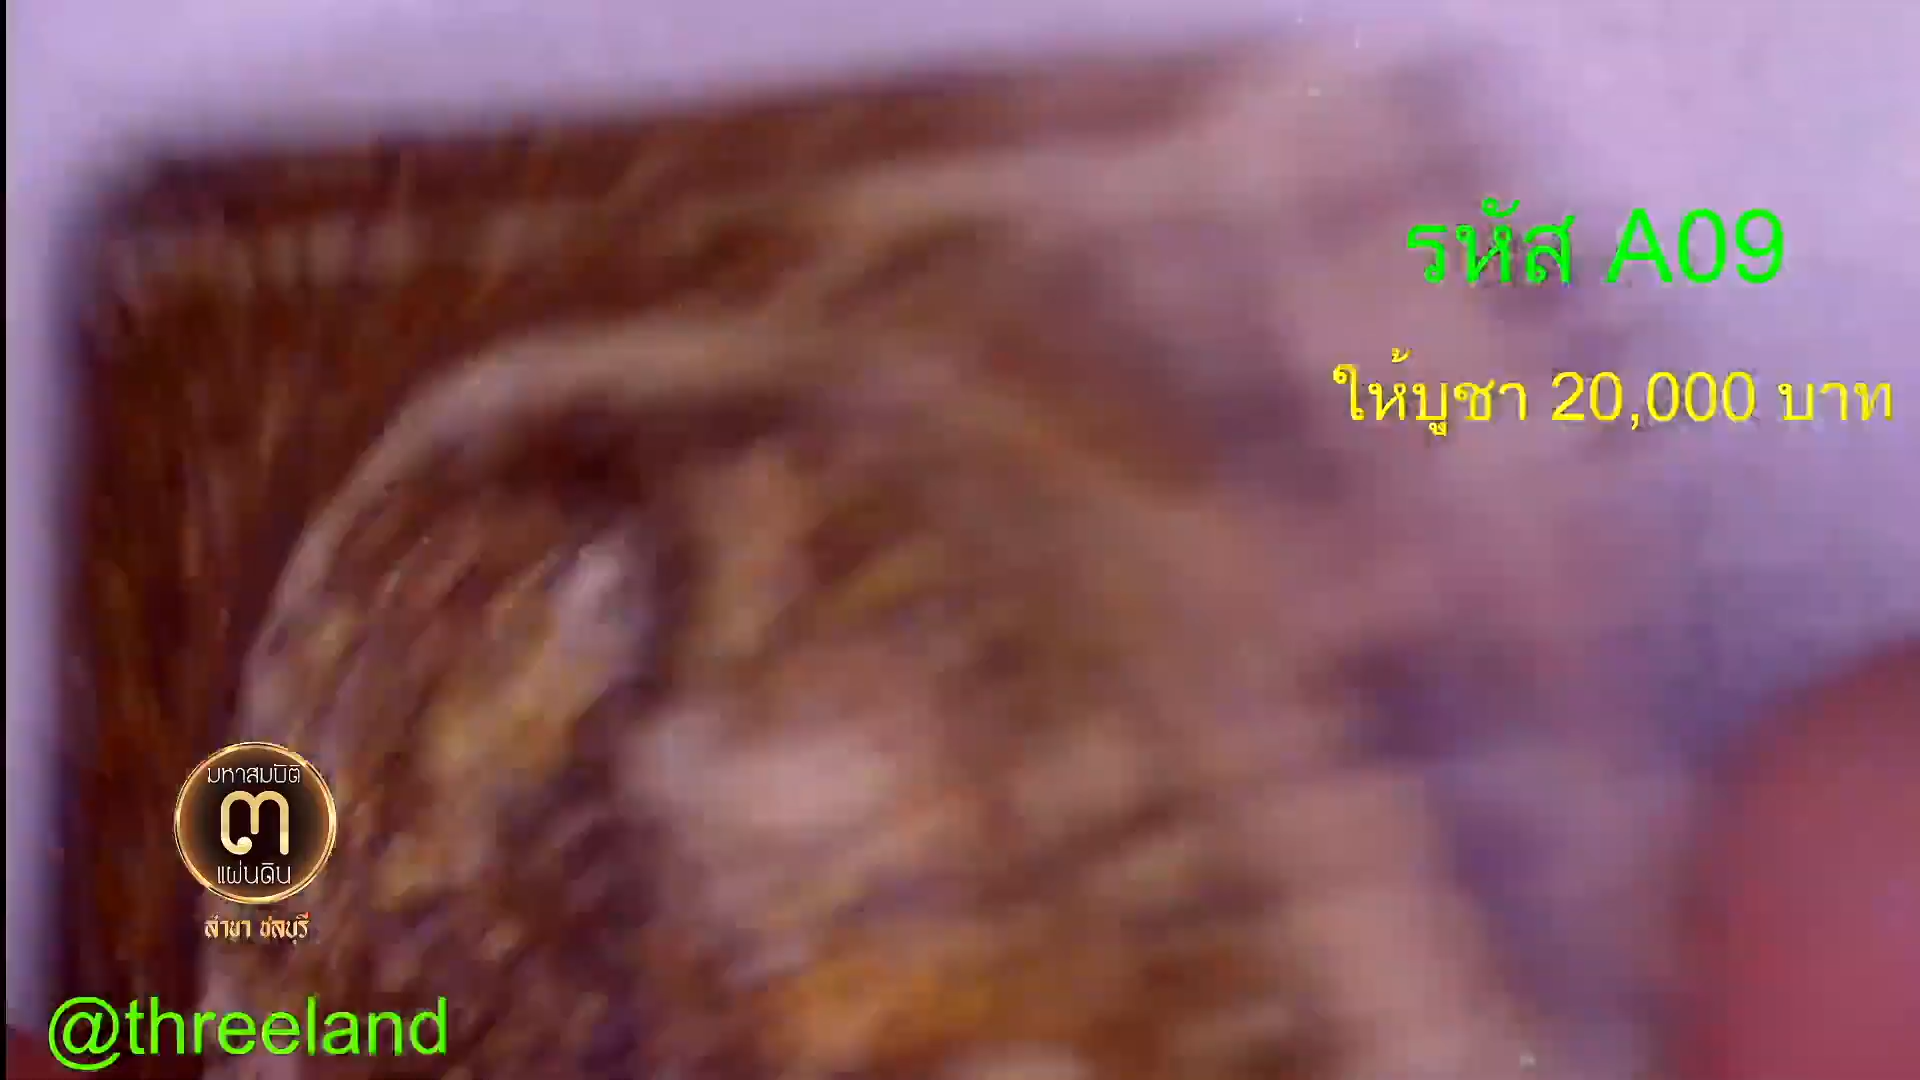 รหัส A09
ให้บูชา 20,000 บาท
มหาสมบัติ
๓
แผ่นดิน
สาขา ชลบุรี
@threeland